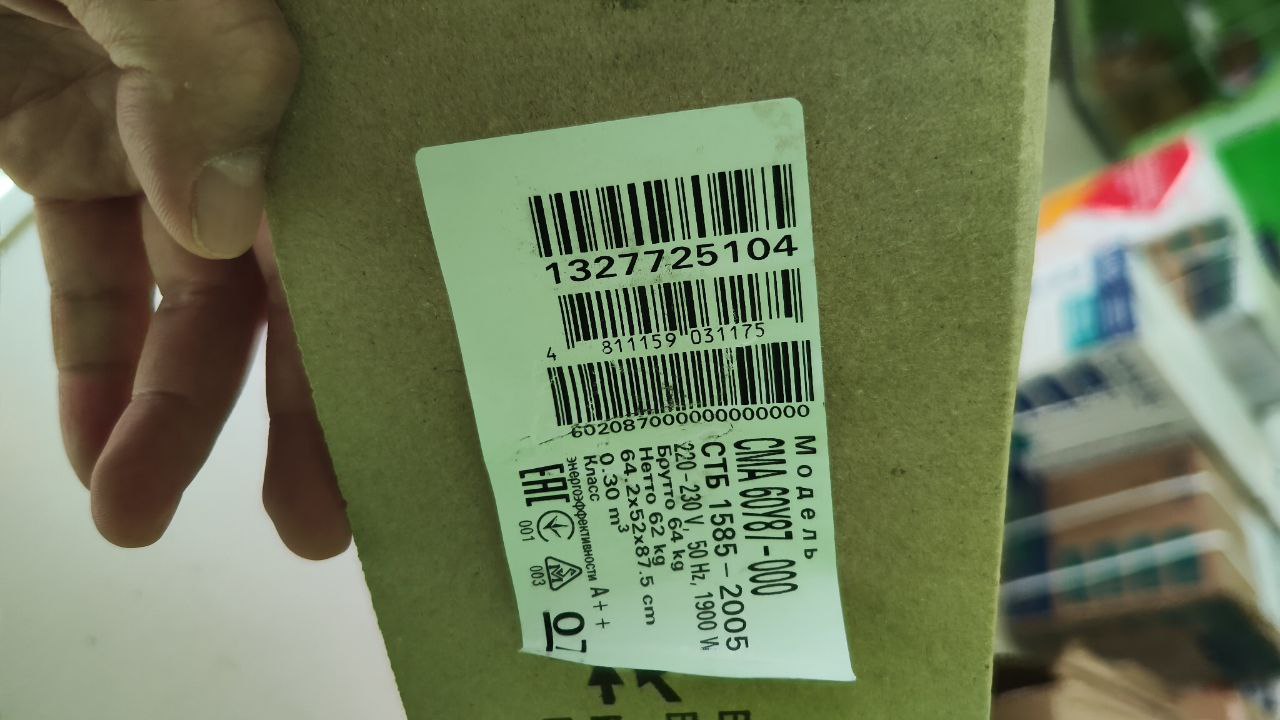 1327725104
4 811159 031175
602087000000000000
Модель
СМА 60У87-000
СТБ 1585-2005
220-230 V, 50 Hz, 1900 W
Брутто 64 kg
Нетто 62 kg
64.2x52x87.5 cm
0.30 m³
Класс
энергоэффективности А++
EAC
001
003
07